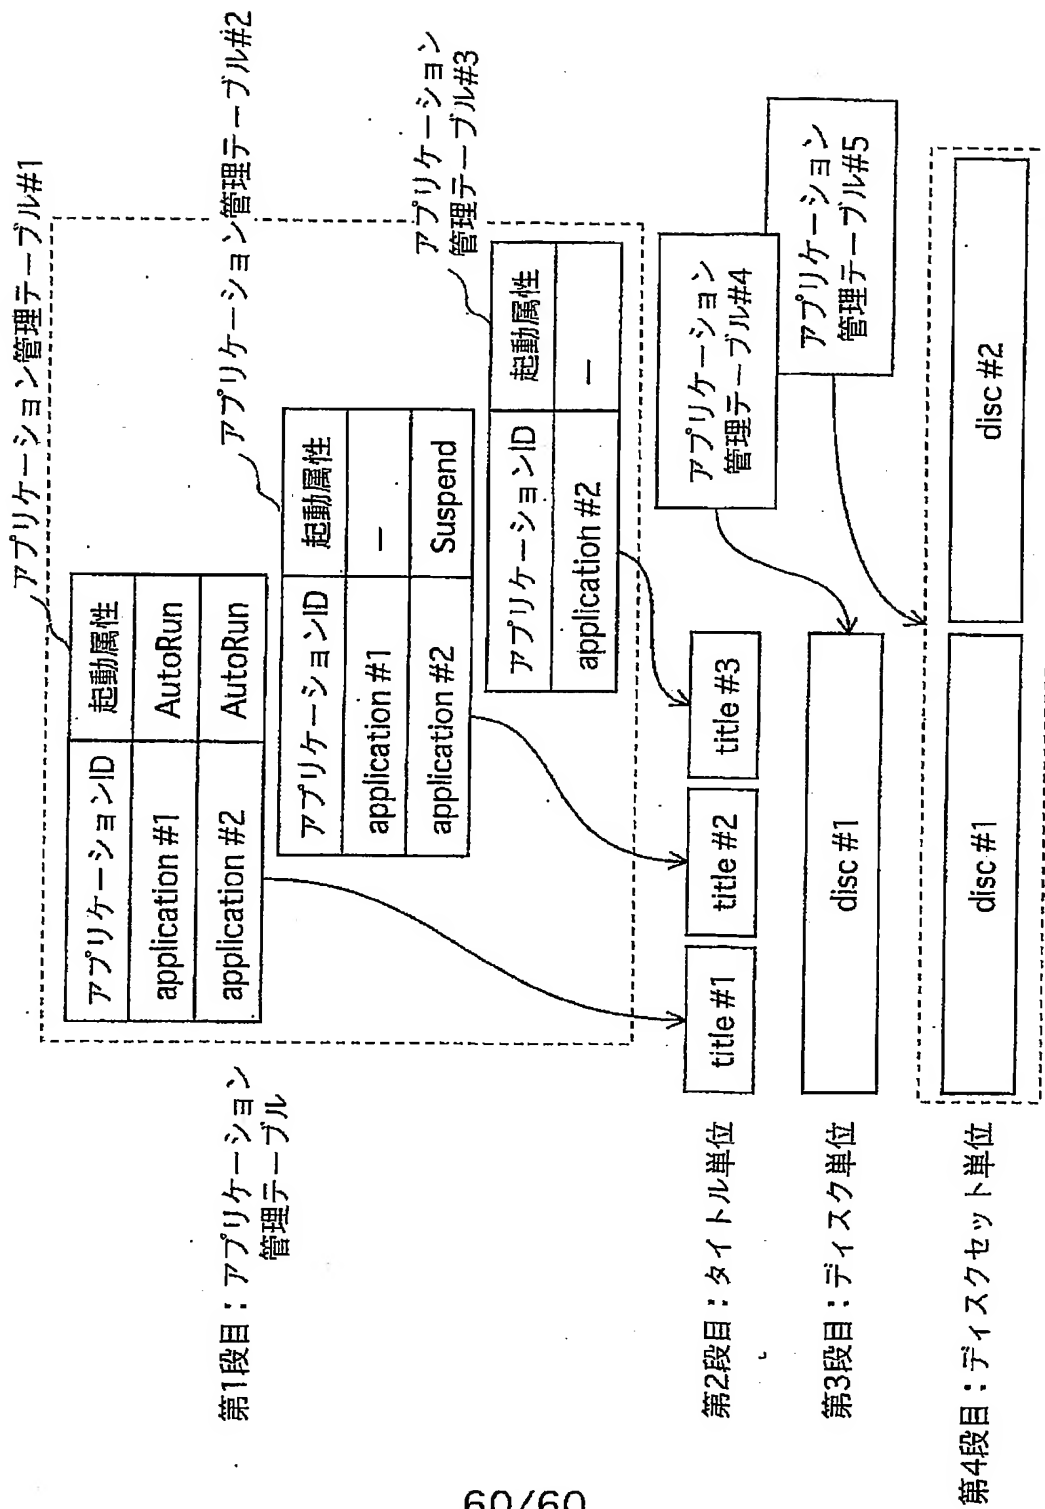 アプリケーション管理テーブル#1
アプリケーション管理テーブル#2
アプリケーション
管理テーブル#3
第1段目：アプリケーション
管理テーブル
アプリケーションID 起動属性
application #1 AutoRun
application #2 AutoRun
アプリケーションID 起動属性
application #1 –
application #2 Suspend
アプリケーションID 起動属性
application #2 –
第2段目：タイトル単位
title #1 title #2 title #3
アプリケーション
管理テーブル#4
第3段目：ディスク単位
disc #1
アプリケーション
管理テーブル#5
第4段目：ディスクセット単位
disc #1 disc #2
60/60